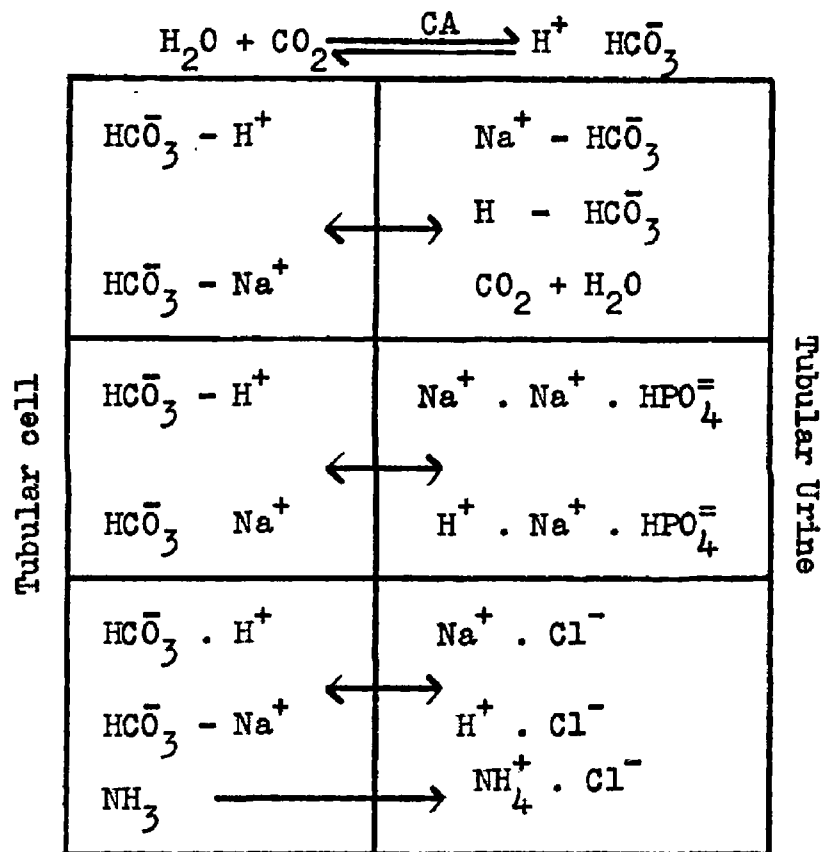 H₂O + CO₂ CA H⁺ HCO₃⁻
HCO₃⁻ - H⁺ Na⁺ - HCO₃⁻
H - HCO₃⁻
HCO₃⁻ - Na⁺ CO₂ + H₂O
HCO₃⁻ - H⁺ Na⁺ . Na⁺ . HPO₄⁼
HCO₃⁻ Na⁺ H⁺ . Na⁺ . HPO₄⁼
HCO₃⁻ . H⁺ Na⁺ . Cl⁻
HCO₃⁻ - Na⁺ H⁺ . Cl⁻
NH₃ NH₄⁺ . Cl⁻
Tubular cell
Tubular Urine